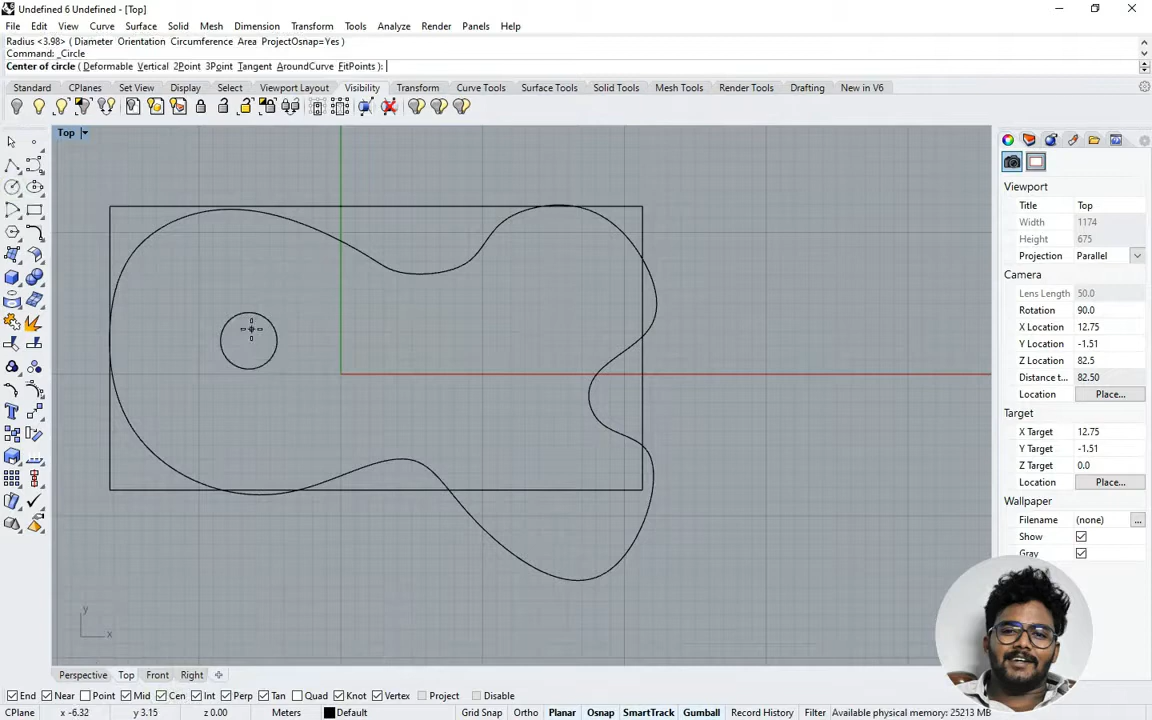 Undefined 6 Undefined - [Top]
File Edit View Curve Surface Solid Mesh Dimension Transform Tools Analyze Render Panels Help
Radius <3.98> ( Diameter Orientation Circumference Area ProjectOsnap=Yes )
Command: _Circle
Center of circle ( Deformable Vertical 2Point 3Point Tangent AroundCurve FitPoints ):
Standard CPlanes Set View Display Select Viewport Layout Visibility Transform Curve Tools Surface Tools Solid Tools Mesh Tools Render Tools Drafting New in V6
Top
Viewport
Title Top
Width 1174
Height 675
Projection Parallel
Camera
Lens Length 50.0
Rotation 90.0
X Location 12.75
Y Location -1.51
Z Location 82.5
Distance t... 82.50
Location Place...
Target
X Target 12.75
Y Target -1.51
Z Target 0.0
Location Place...
Wallpaper
Filename (none) ...
Show
Gray
y
x
Perspective Top Front Right
End Near Point Mid Cen Int Perp Tan Quad Knot Vertex Project Disable
CPlane x -6.32 y 3.15 z 0.00 Meters Default Grid Snap Ortho Planar Osnap SmartTrack Gumball Record History Filter Available physical memory: 25213 MB